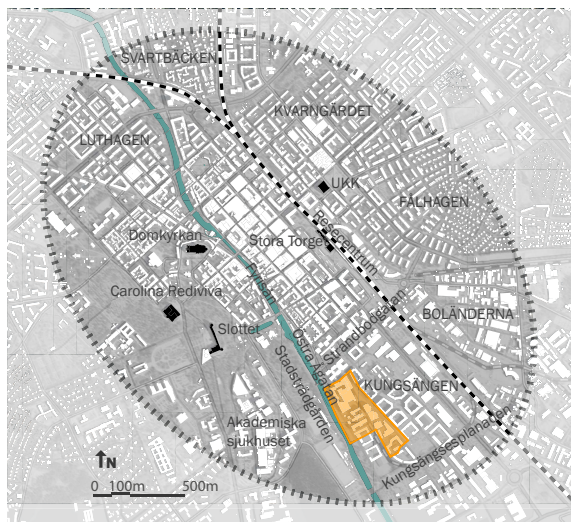 SVARTBÄCKEN
KVARNGÄRDET
LUTHAGEN
UKK
FÅLHAGEN
Resecentrum
Domkyrkan
Stora Torget
Fyrisån
Carolina Rediviva
Slottet
Strandbodgatan
BOLÄNDERNA
Östra Ågatan
Stadsträdgården
KUNGSÄNGEN
Akademiska
sjukhuset
Kungsängsesplanaden
N
0 100m 500m